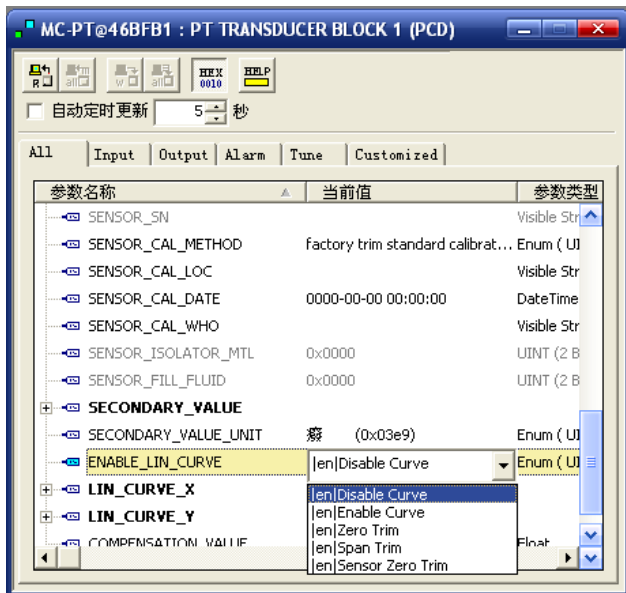 MC-PT@46BFB1 : PT TRANSDUCER BLOCK 1 (PCD)
R all W all HEX 0010 HELP
自动定时更新 5 秒
All Input Output Alarm Tune Customized
参数名称 当前值 参数类型
SENSOR_SN Visible Str
SENSOR_CAL_METHOD factory trim standard calibrat... Enum ( UI
SENSOR_CAL_LOC Visible Str
SENSOR_CAL_DATE 0000-00-00 00:00:00 DateTime
SENSOR_CAL_WHO Visible Str
SENSOR_ISOLATOR_MTL 0x0000 UINT (2 B
SENSOR_FILL_FLUID 0x0000 UINT (2 B
SECONDARY_VALUE
SECONDARY_VALUE_UNIT (0x03e9) Enum ( UI
ENABLE_LIN_CURVE |en|Disable Curve Enum ( UI
LIN_CURVE_X |en|Disable Curve
|en|Enable Curve
LIN_CURVE_Y |en|Zero Trim
|en|Span Trim
COMPENSATION_VALUE Float
|en|Sensor Zero Trim